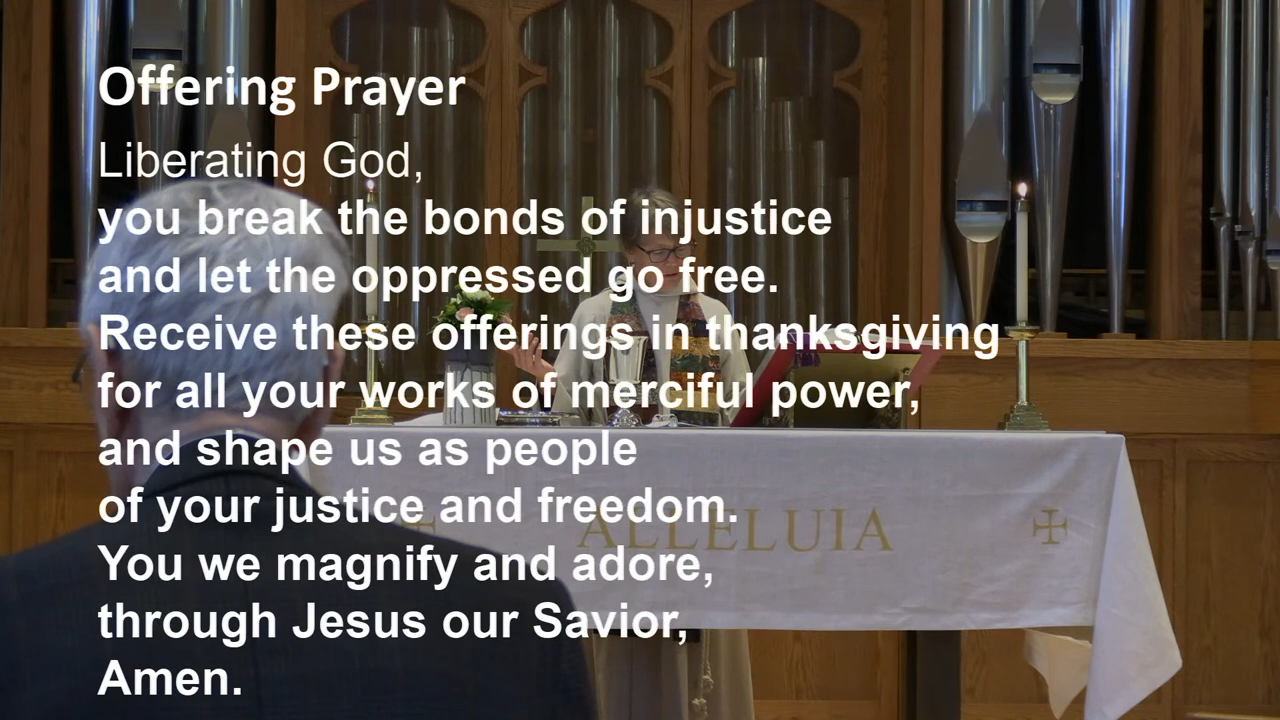 Offering Prayer
Liberating God,
you break the bonds of injustice
and let the oppressed go free.
Receive these offerings in thanksgiving
for all your works of merciful power,
and shape us as people
of your justice and freedom.
You we magnify and adore,
through Jesus our Savior,
Amen.
ALLELUIA